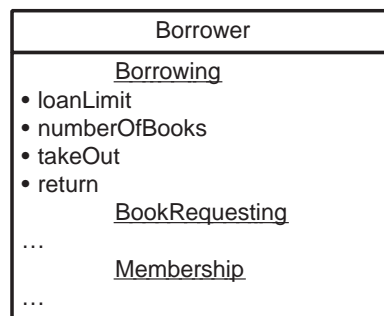 Borrower
Borrowing
• loanLimit
• numberOfBooks
• takeOut
• return
BookRequesting
…
Membership
…